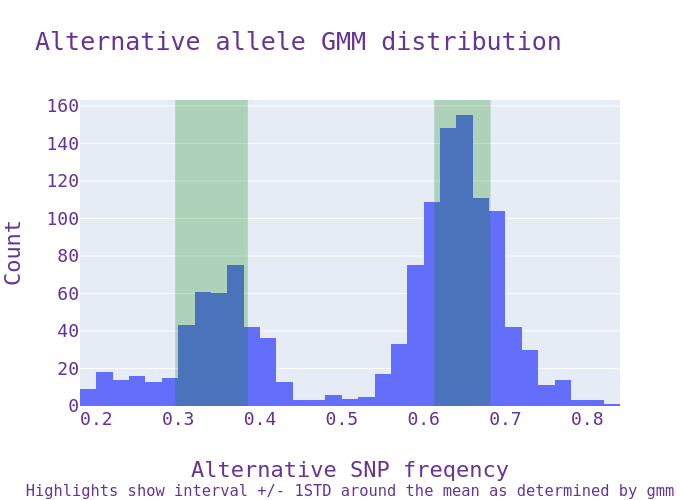 Alternative allele GMM distribution
160
140
120
100
80
60
40
20
0
Count
0.2 0.3 0.4 0.5 0.6 0.7 0.8
Alternative SNP freqency
Highlights show interval +/- 1STD around the mean as determined by gmm